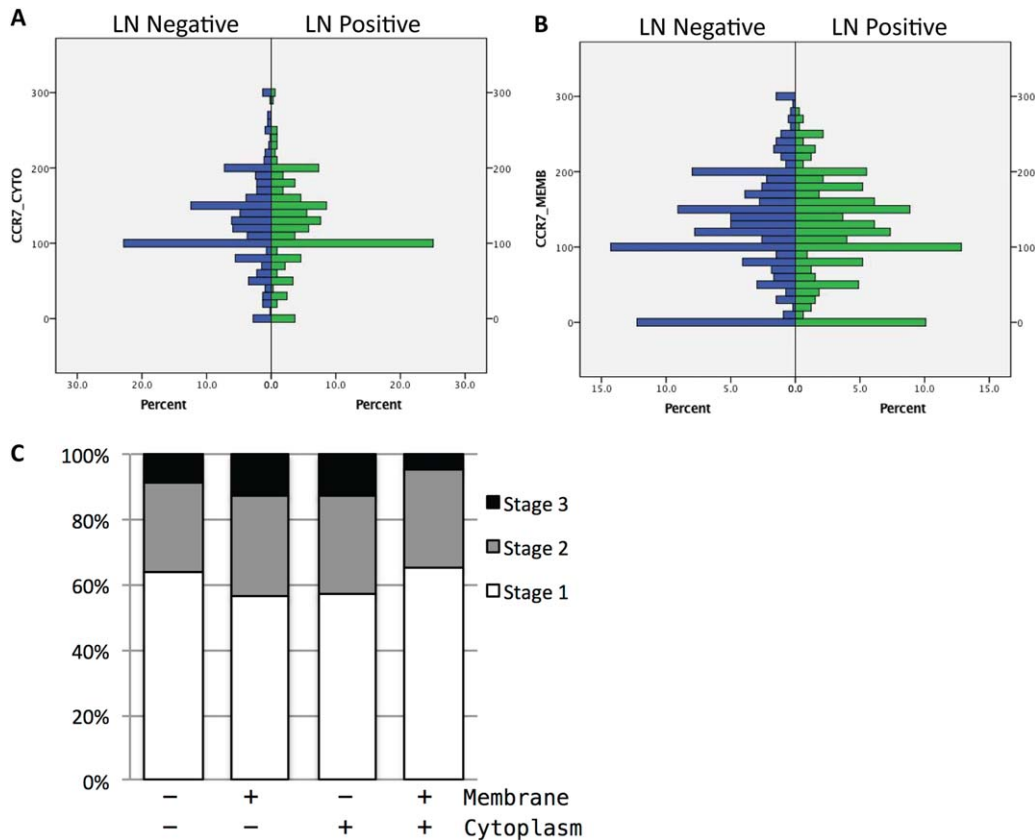 A
LN Negative LN Positive
CCR7_CYTO
300 300
200 200
100 100
0 0
30.0 20.0 10.0 0.0 0.0 10.0 20.0 30.0
Percent Percent
B
LN Negative LN Positive
CCR7_MEMB
300 300
200 200
100 100
0 0
15.0 10.0 5.0 0.0 0.0 5.0 10.0 15.0
Percent Percent
C
100%
80%
60%
40%
20%
0%
Stage 3
Stage 2
Stage 1
− + − + Membrane
− − + + Cytoplasm